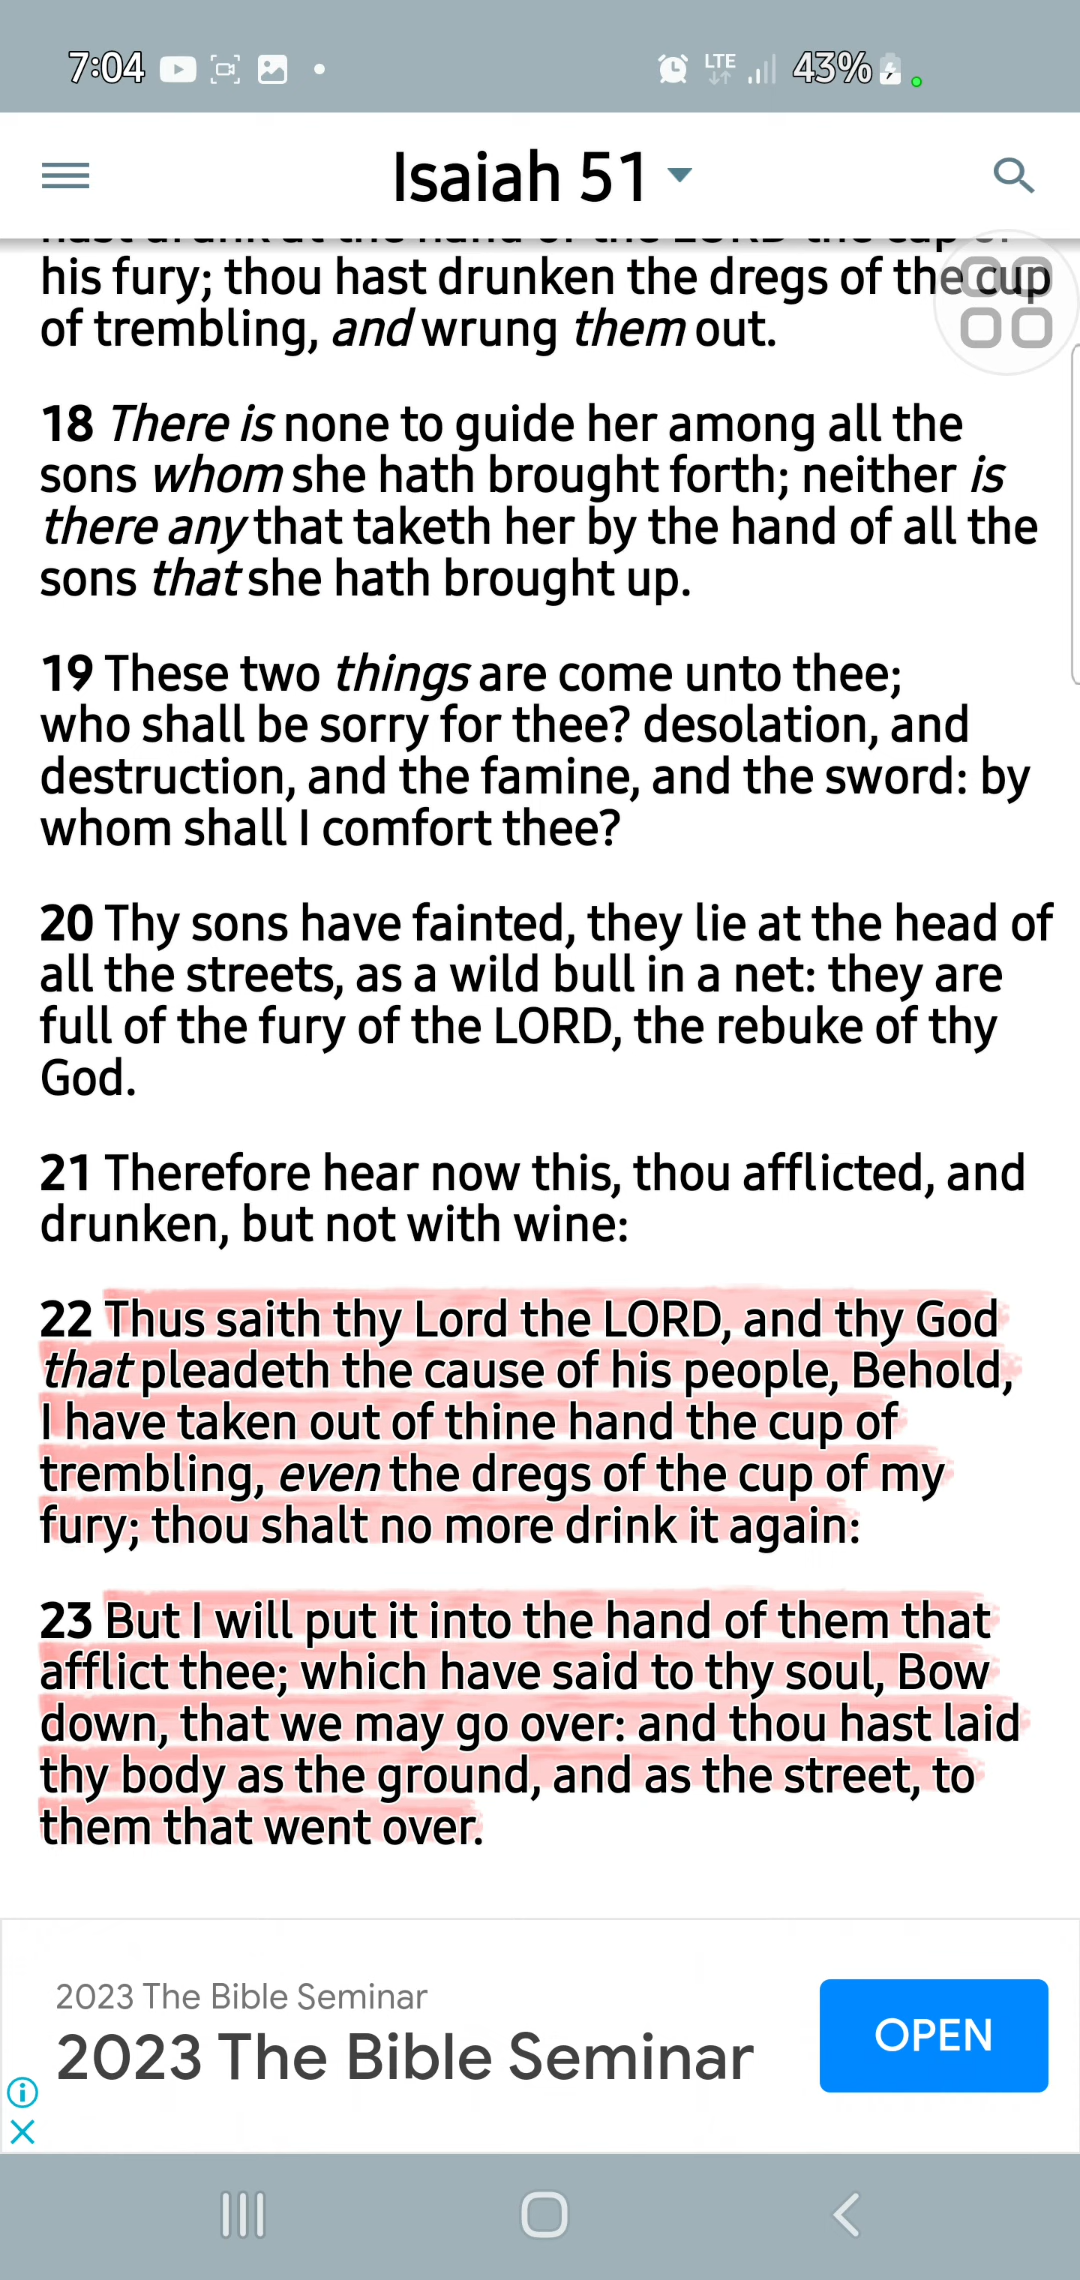 7:04
LTE
43%
Isaiah 51
his fury; thou hast drunken the dregs of the cup
of trembling, and wrung them out.
18 There is none to guide her among all the
sons whom she hath brought forth; neither is
there any that taketh her by the hand of all the
sons that she hath brought up.
19 These two things are come unto thee;
who shall be sorry for thee? desolation, and
destruction, and the famine, and the sword: by
whom shall I comfort thee?
20 Thy sons have fainted, they lie at the head of
all the streets, as a wild bull in a net: they are
full of the fury of the LORD, the rebuke of thy
God.
21 Therefore hear now this, thou afflicted, and
drunken, but not with wine:
22 Thus saith thy Lord the LORD, and thy God
that pleadeth the cause of his people, Behold,
I have taken out of thine hand the cup of
trembling, even the dregs of the cup of my
fury; thou shalt no more drink it again:
23 But I will put it into the hand of them that
afflict thee; which have said to thy soul, Bow
down, that we may go over: and thou hast laid
thy body as the ground, and as the street, to
them that went over.
2023 The Bible Seminar
2023 The Bible Seminar
OPEN